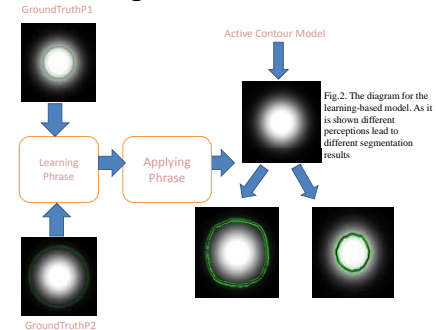 GroundTruthP1
Active Contour Model
Fig.2. The diagram for the
learning-based model. As it
is shown different
perceptions lead to
different segmentation
results
Learning
Phrase
Applying
Phrase
GroundTruthP2